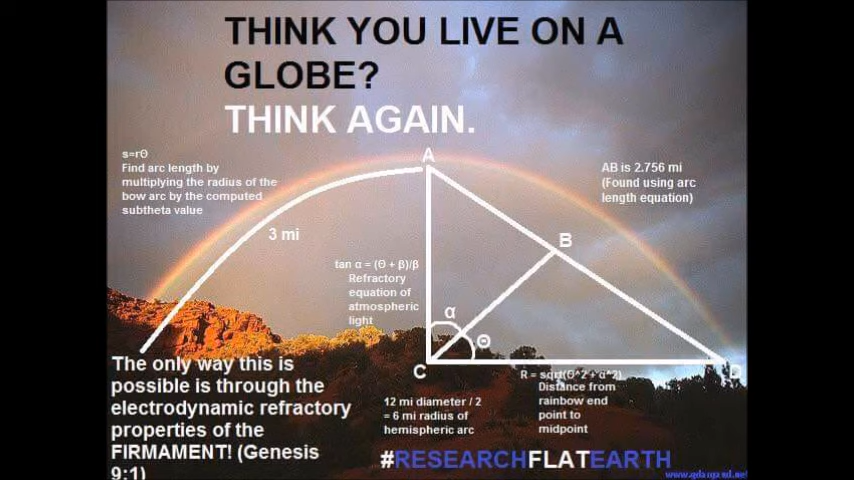 THINK YOU LIVE ON A
GLOBE?
THINK AGAIN.
s=rΘ
Find arc length by
multiplying the radius of the
bow arc by the computed
subtheta value
3 mi
A
AB is 2.756 mi
(Found using arc
length equation)
B
tan α = (Θ + β)/β
Refractory
equation of
atmospheric
light
α
Θ
C
D
R = sqrt(Θ^2 + α^2)
Distance from
rainbow end
point to
midpoint
12 mi diameter / 2
= 6 mi radius of
hemispheric arc
The only way this is
possible is through the
electrodynamic refractory
properties of the
FIRMAMENT! (Genesis
9:1)
#RESEARCHFLATEARTH